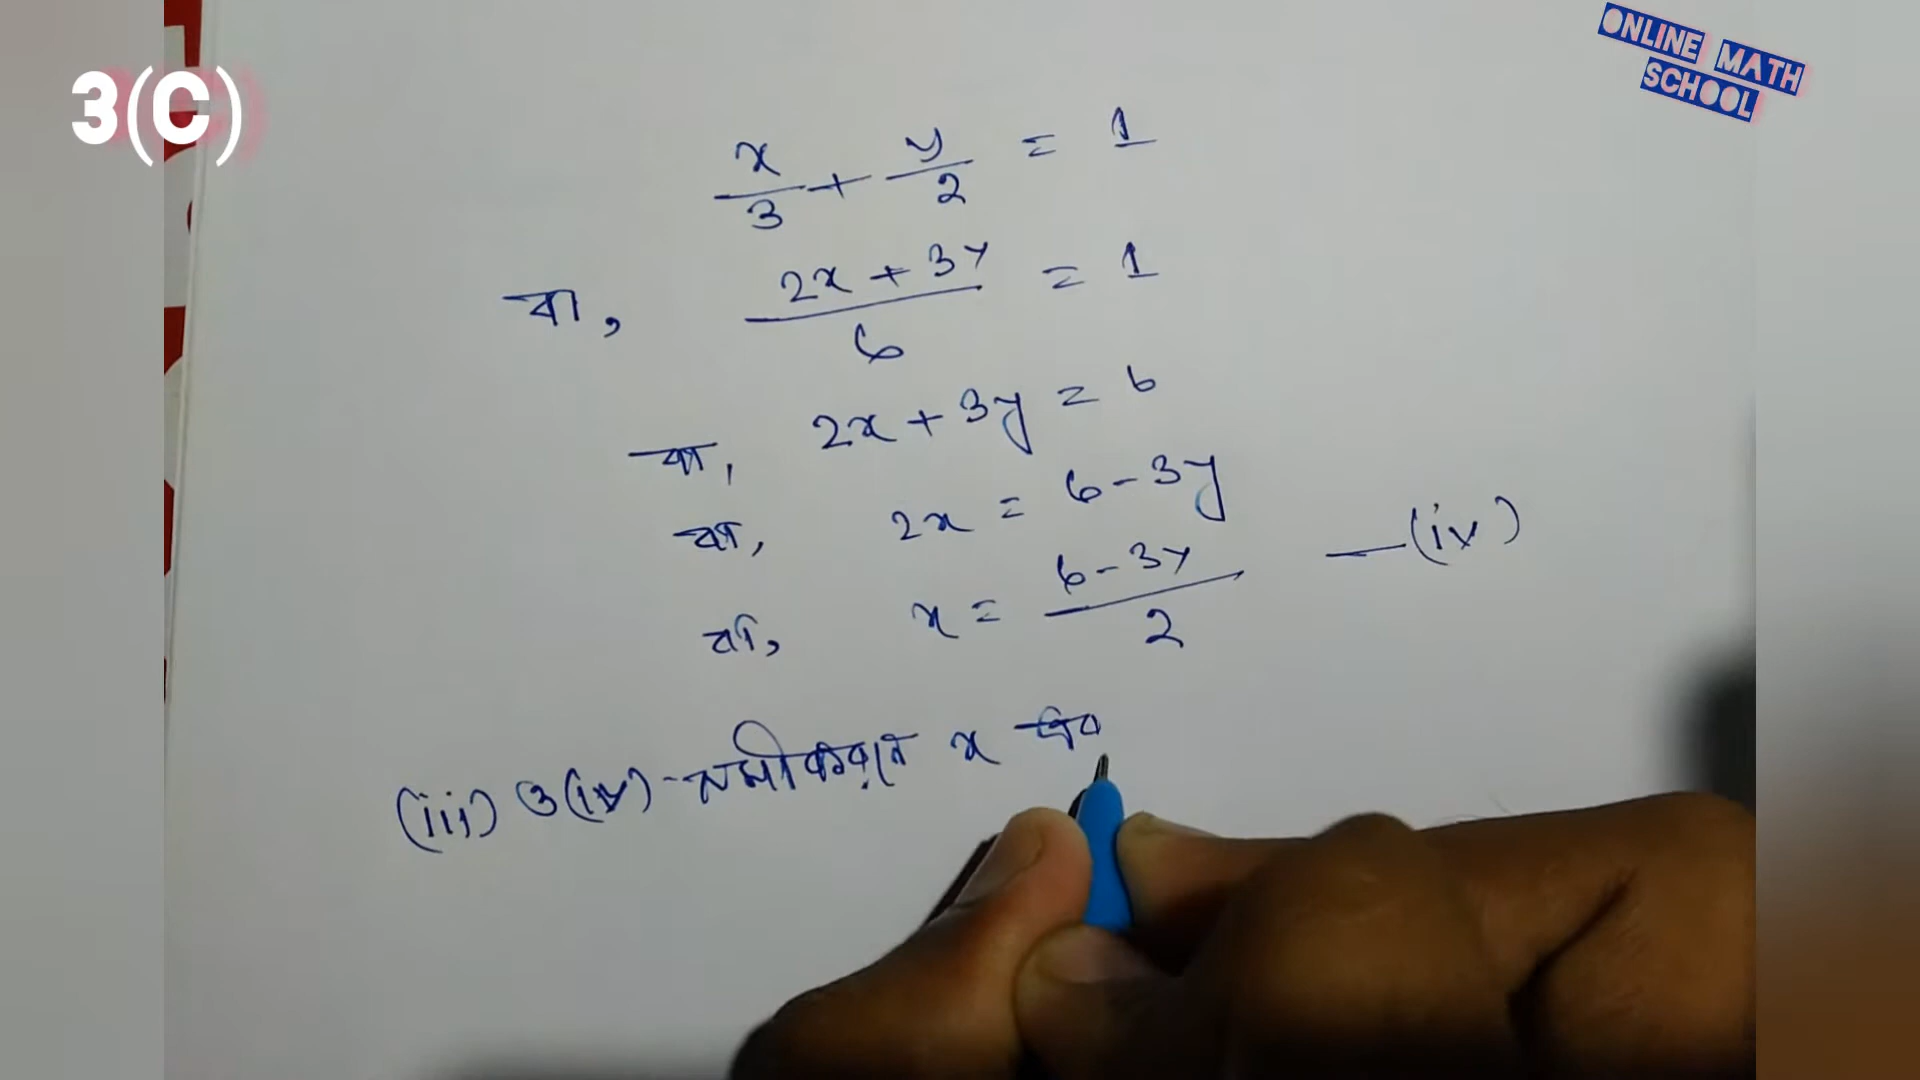 3(C)
ONLINE MATH
SCHOOL
x/3 + y/2 = 1
বা, (2x + 3y)/6 = 1
বা, 2x + 3y = 6
বা, 2x = 6 - 3y
বা, x = (6 - 3y)/2 —(iv)
(iii) ও (iv) - সমীকরণে x এর